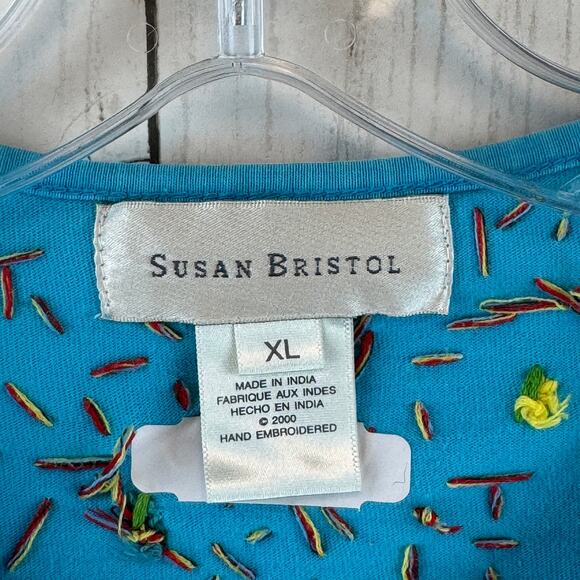 SUSAN BRISTOL
XL
MADE IN INDIA
FABRIQUE AUX INDES
HECHO EN INDIA
© 2000
HAND EMBROIDERED